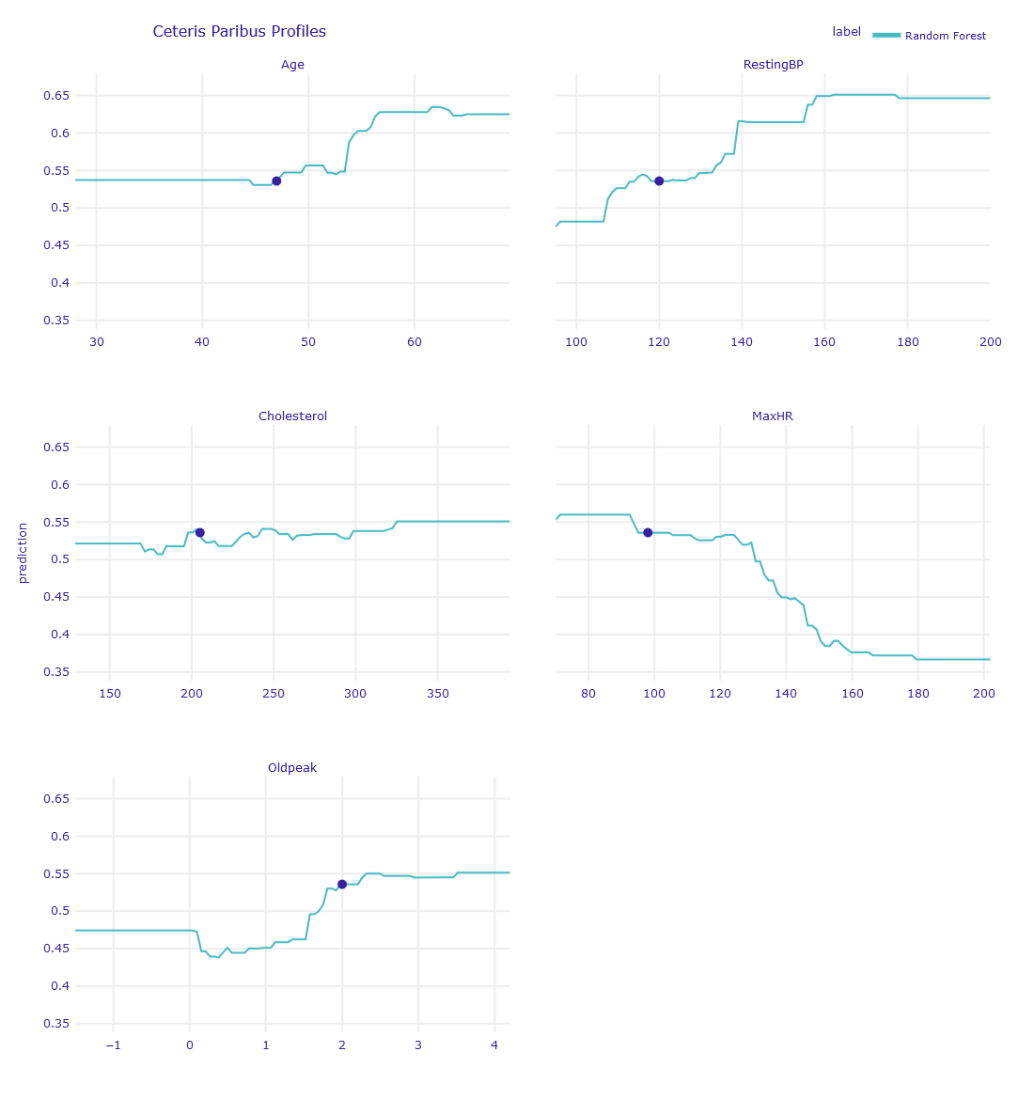 Ceteris Paribus Profiles
label Random Forest
Age RestingBP
0.65
0.6
0.55
0.5
0.45
0.4
0.35
30 40 50 60 100 120 140 160 180 200
Cholesterol MaxHR
0.65
0.6
0.55
0.5
0.45
0.4
0.35
prediction
150 200 250 300 350 80 100 120 140 160 180 200
Oldpeak
0.65
0.6
0.55
0.5
0.45
0.4
0.35
−1 0 1 2 3 4